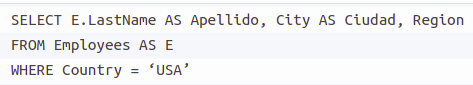 SELECT E.LastName AS Apellido, City AS Ciudad, Region
FROM Employees AS E
WHERE Country = ‘USA’